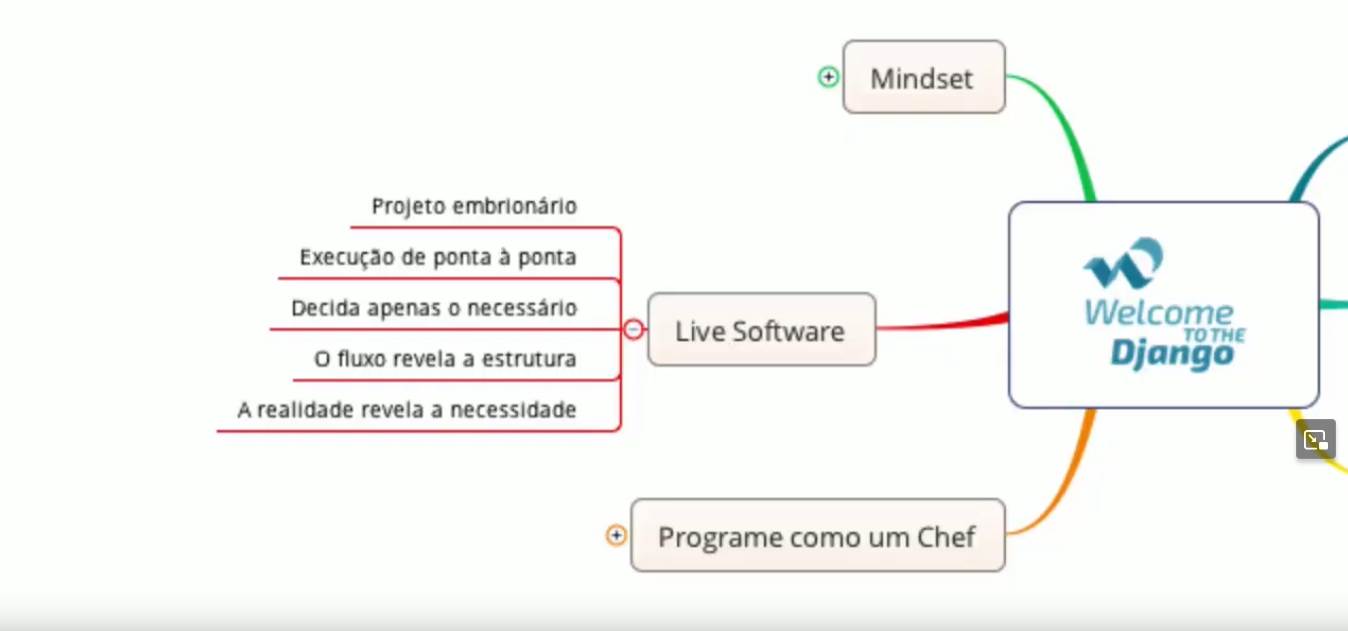 Mindset
Projeto embrionário
Execução de ponta à ponta
Decida apenas o necessário
O fluxo revela a estrutura
A realidade revela a necessidade
Live Software
Welcome
TO THE
Django
Programe como um Chef